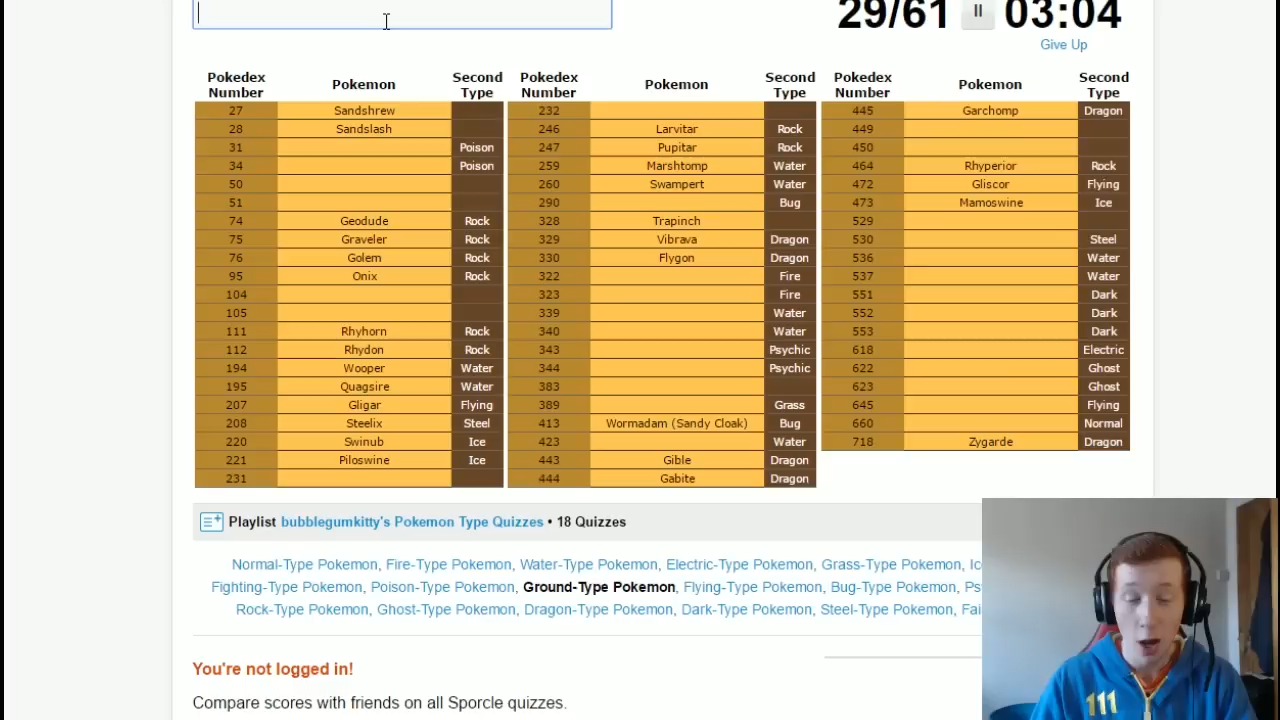 29/61 03:04
Give Up
Pokedex Number Pokemon Second Type Pokedex Number Pokemon Second Type Pokedex Number Pokemon Second Type
27 Sandshrew 232 445 Garchomp Dragon
28 Sandslash 246 Larvitar Rock 449
31 Poison 247 Pupitar Rock 450
34 Poison 259 Marshtomp Water 464 Rhyperior Rock
50 260 Swampert Water 472 Gliscor Flying
51 290 Bug 473 Mamoswine Ice
74 Geodude Rock 328 Trapinch 529
75 Graveler Rock 329 Vibrava Dragon 530 Steel
76 Golem Rock 330 Flygon Dragon 536 Water
95 Onix Rock 322 Fire 537 Water
104 323 Fire 551 Dark
105 339 Water 552 Dark
111 Rhyhorn Rock 340 Water 553 Dark
112 Rhydon Rock 343 Psychic 618 Electric
194 Wooper Water 344 Psychic 622 Ghost
195 Quagsire Water 383 623 Ghost
207 Gligar Flying 389 Grass 645 Flying
208 Steelix Steel 413 Wormadam (Sandy Cloak) Bug 660 Normal
220 Swinub Ice 423 Water 718 Zygarde Dragon
221 Piloswine Ice 443 Gible Dragon
231 444 Gabite Dragon
Playlist bubblegumkitty's Pokemon Type Quizzes • 18 Quizzes
Normal-Type Pokemon, Fire-Type Pokemon, Water-Type Pokemon, Electric-Type Pokemon, Grass-Type Pokemon,
Fighting-Type Pokemon, Poison-Type Pokemon, Ground-Type Pokemon, Flying-Type Pokemon, Bug-Type Pokemon,
Rock-Type Pokemon, Ghost-Type Pokemon, Dragon-Type Pokemon, Dark-Type Pokemon, Steel-Type Pokemon,
You're not logged in!
Compare scores with friends on all Sporcle quizzes.
111